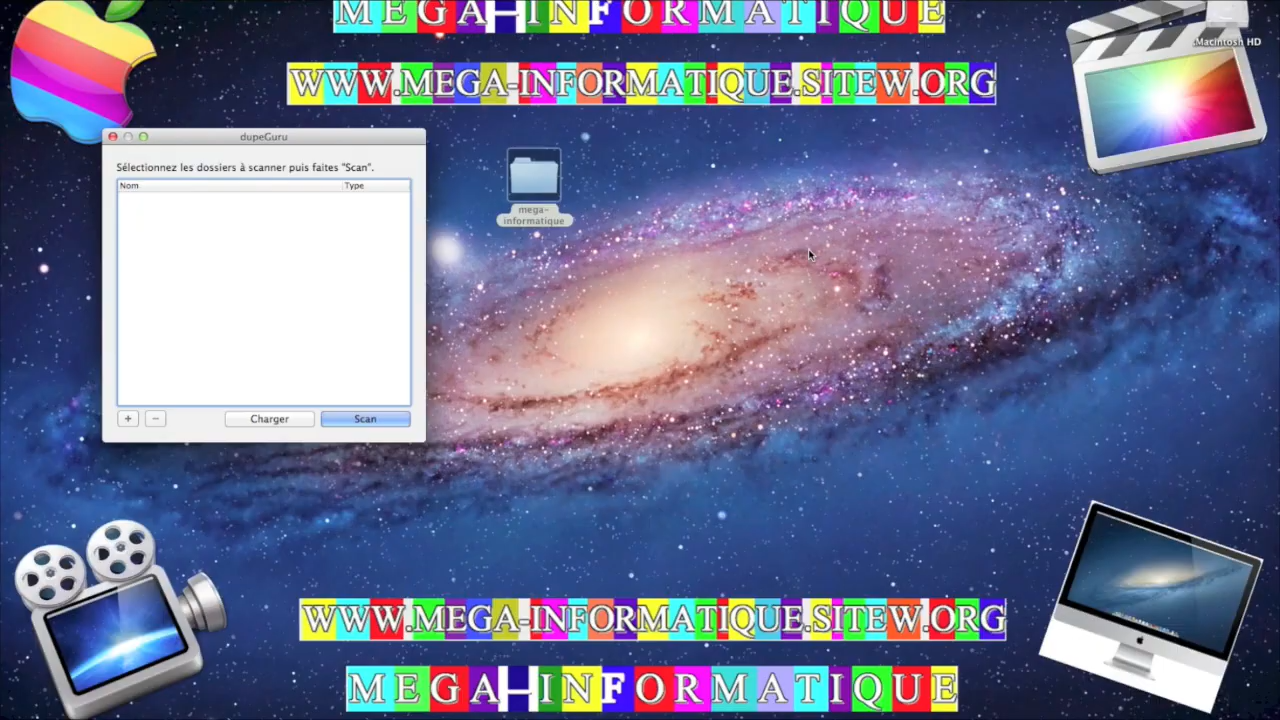 MEGA-INFORMATIQUE
Macintosh HD
WWW.MEGA-INFORMATIQUE.SITEW.ORG
dupeGuru
Sélectionnez les dossiers à scanner puis faites "Scan".
Nom Type
mega-
informatique
+ - Charger Scan
WWW.MEGA-INFORMATIQUE.SITEW.ORG
MEGA-INFORMATIQUE